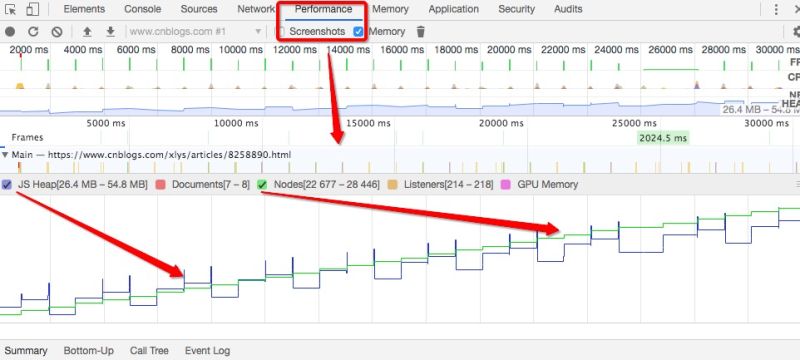 Elements Console Sources Network Performance Memory Application Security Audits
www.cnblogs.com #1 Screenshots Memory
2000 ms 4000 ms 6000 ms 8000 ms 10000 ms 12000 ms 14000 ms 16000 ms 18000 ms 20000 ms 22000 ms 24000 ms 26000 ms 28000 ms 30000 ms
26.4 MB – 54.8 M
5000 ms 10000 ms 15000 ms 20000 ms 25000 ms 30000 ms
Frames 2024.5 ms
Main — https://www.cnblogs.com/xlys/articles/8258890.html
JS Heap[26.4 MB – 54.8 MB] Documents[7 – 8] Nodes[22 677 – 28 446] Listeners[214 – 218] GPU Memory
Summary Bottom-Up Call Tree Event Log